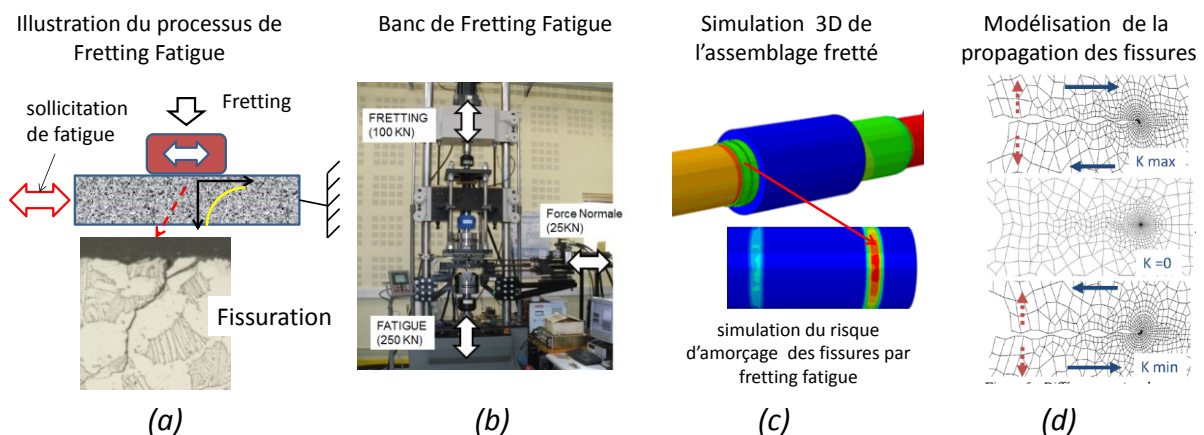 Illustration du processus de
Fretting Fatigue
sollicitation
de fatigue
Fretting
Fissuration
(a)
Banc de Fretting Fatigue
FRETTING
(100 KN)
Force Normale
(25KN)
FATIGUE
(250 KN)
(b)
Simulation 3D de
l’assemblage fretté
simulation du risque
d’amorçage des fissures par
fretting fatigue
(c)
Modélisation de la
propagation des fissures
K max
K =0
K min
(d)